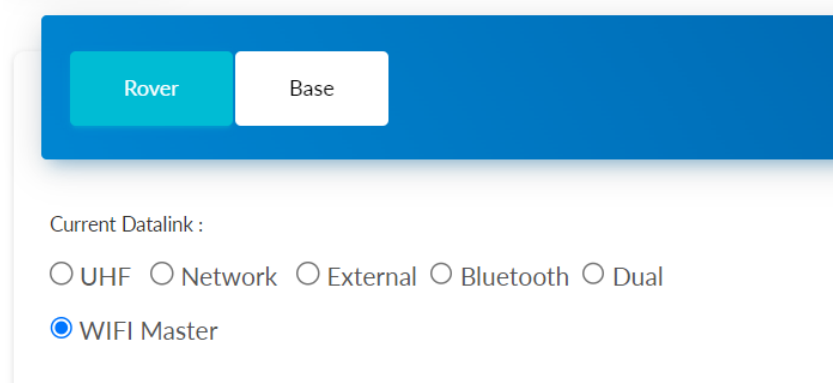 Rover Base
Current Datalink :
UHF Network External Bluetooth Dual
WIFI Master